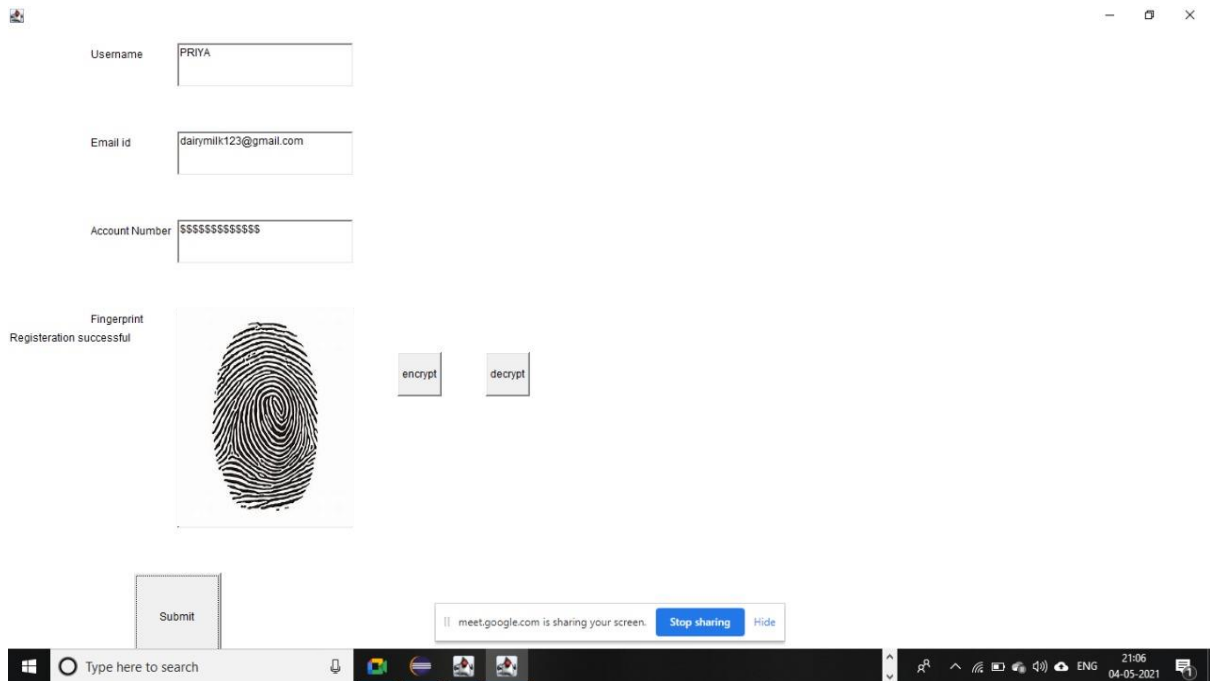 Username
PRIYA
Email id
dairymilk123@gmail.com
Account Number
$$$$$$$$$$$$$
Fingerprint
Registeration successful
encrypt
decrypt
Submit
meet.google.com is sharing your screen.
Stop sharing
Hide
Type here to search
ENG
21:06
04-05-2021
1